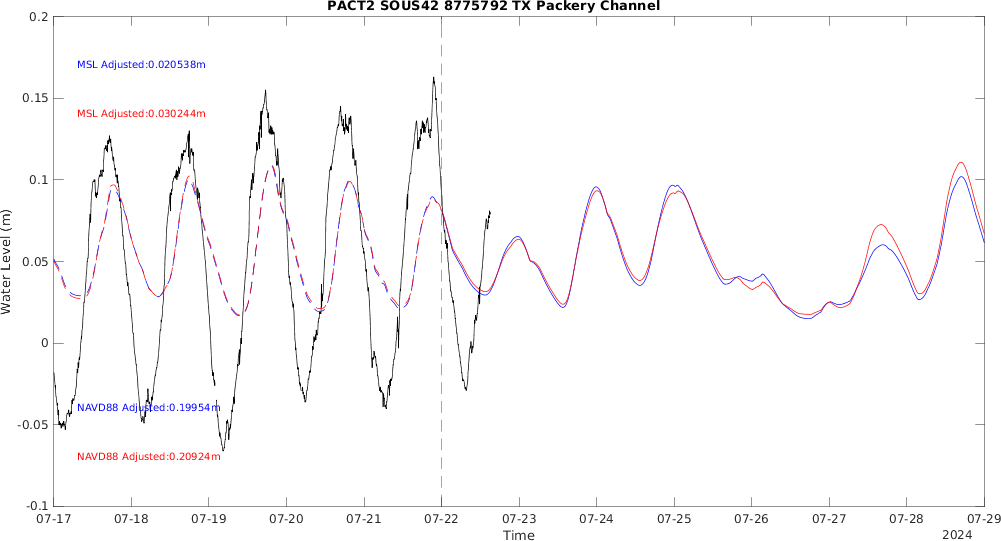 PACT2 SOUS42 8775792 TX Packery Channel
0.2
MSL Adjusted:0.020538m
0.15
MSL Adjusted:0.030244m
0.1
0.05
Water Level (m)
0
NAVD88 Adjusted:0.19954m
-0.05
NAVD88 Adjusted:0.20924m
-0.1
07-17 07-18 07-19 07-20 07-21 07-22 07-23 07-24 07-25 07-26 07-27 07-28 07-29
Time
2024